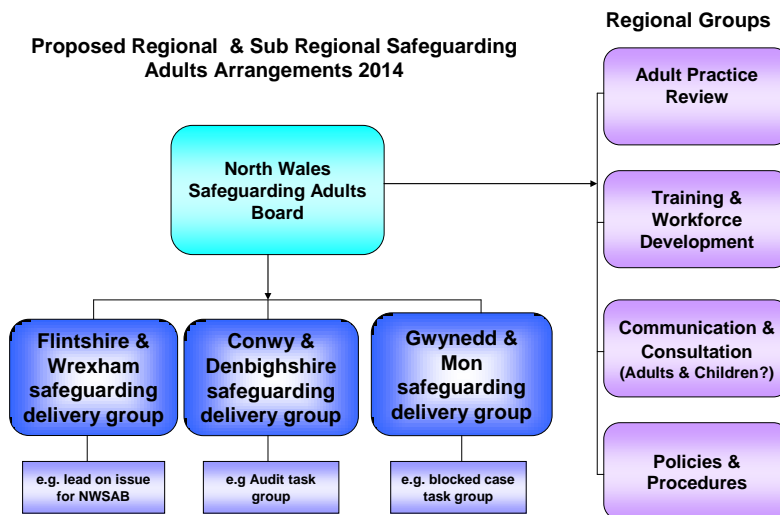 Regional Groups
Proposed Regional & Sub Regional Safeguarding
Adults Arrangements 2014
Adult Practice
Review
North Wales
Safeguarding Adults
Board
Training &
Workforce
Development
Flintshire &
Wrexham
safeguarding
delivery group
Conwy &
Denbighshire
safeguarding
delivery group
Gwynedd &
Mon
safeguarding
delivery group
Communication &
Consultation
(Adults & Children?)
e.g. lead on issue
for NWSAB
e.g Audit task
group
e.g. blocked case
task group
Policies &
Procedures